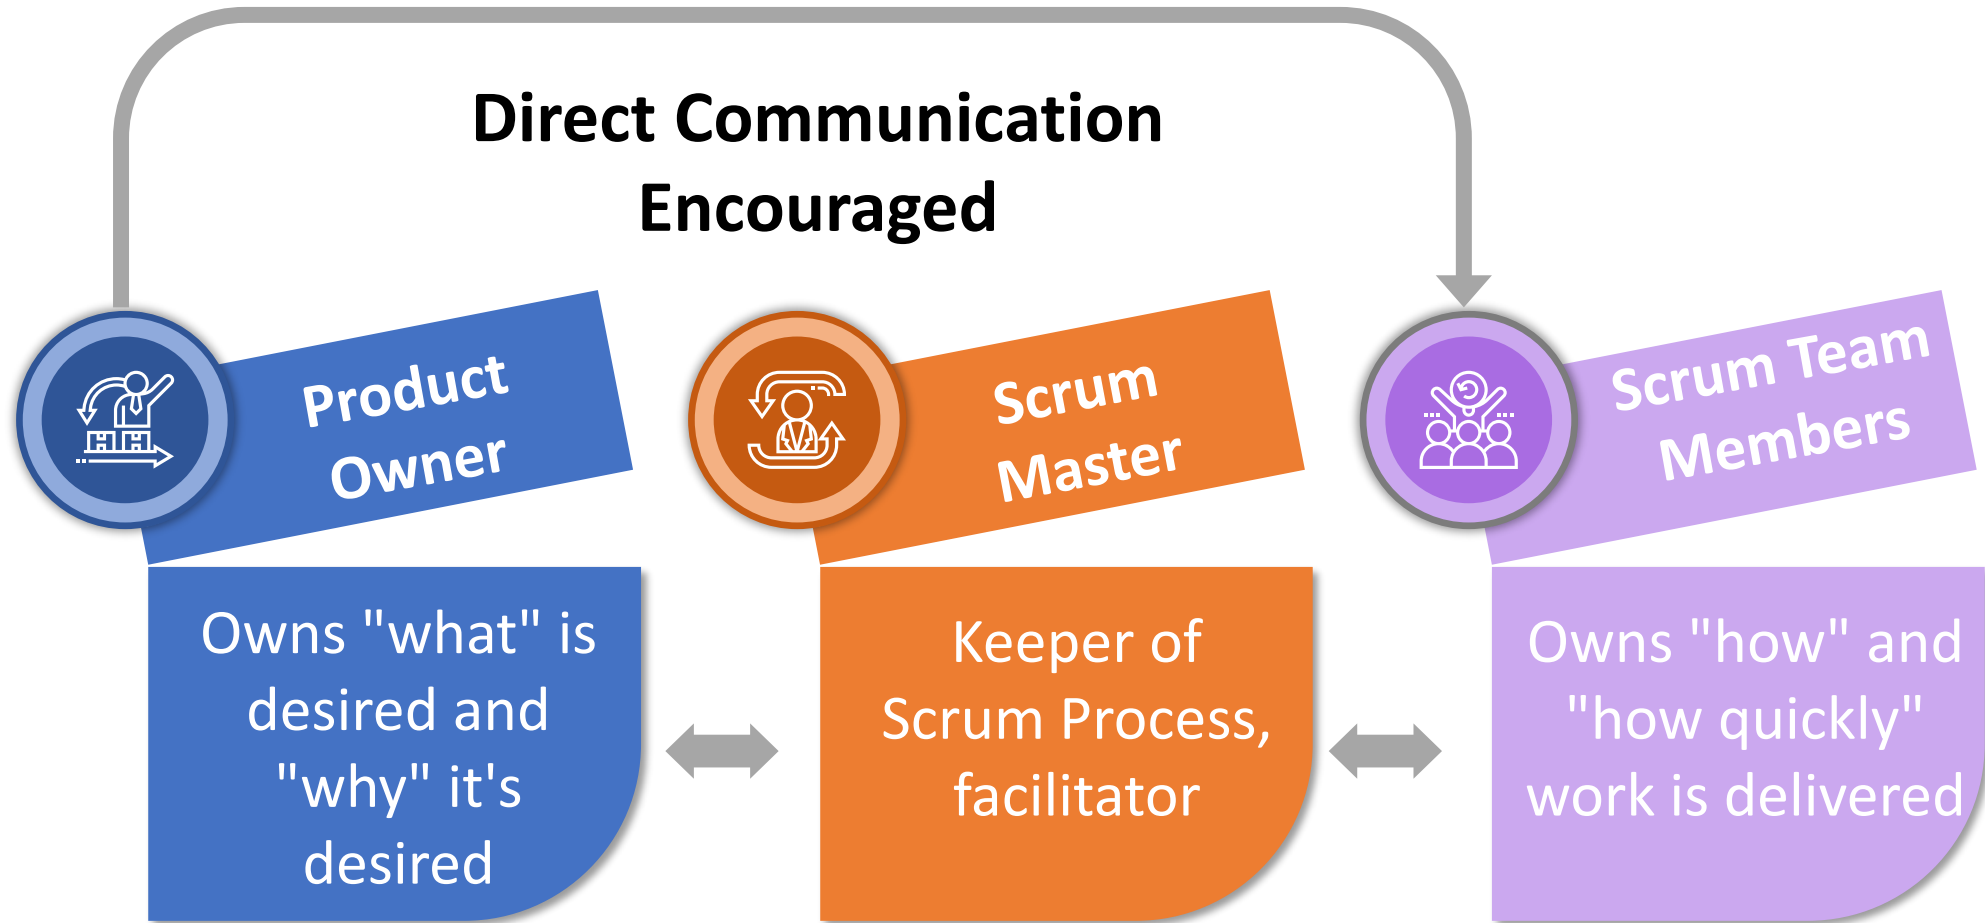 Direct Communication
Encouraged
Product
Owner
Scrum
Master
Scrum Team
Members
Owns "what" is
desired and
"why" it's
desired
Keeper of
Scrum Process,
facilitator
Owns "how" and
"how quickly"
work is delivered